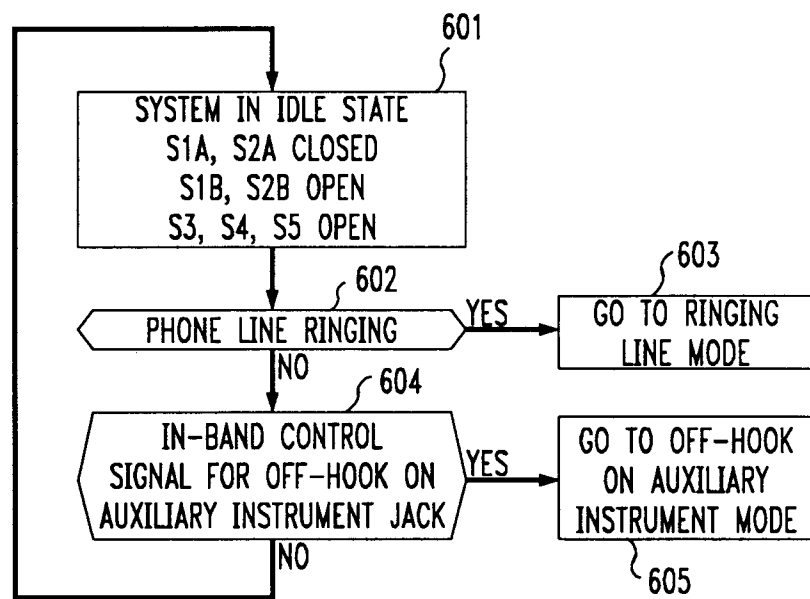 601
SYSTEM IN IDLE STATE
S1A, S2A CLOSED
S1B, S2B OPEN
S3, S4, S5 OPEN
602
PHONE LINE RINGING
YES
603
GO TO RINGING
LINE MODE
NO
604
IN-BAND CONTROL
SIGNAL FOR OFF-HOOK ON
AUXILIARY INSTRUMENT JACK
YES
GO TO OFF-HOOK
ON AUXILIARY
INSTRUMENT MODE
605
NO